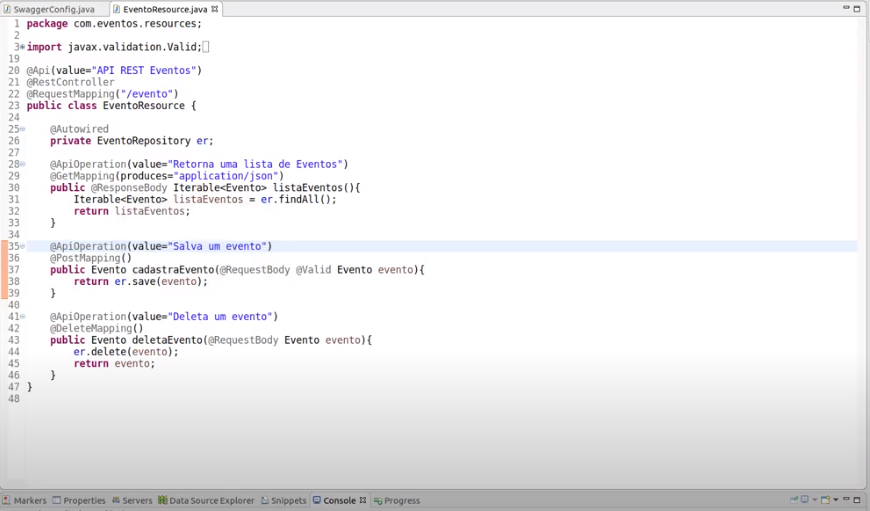 SwaggerConfig.java EventoResource.java
1 package com.eventos.resources;
2
3 import javax.validation.Valid;
19
20 @Api(value="API REST Eventos")
21 @RestController
22 @RequestMapping("/evento")
23 public class EventoResource {
24
25 @Autowired
26 private EventoRepository er;
27
28 @ApiOperation(value="Retorna uma lista de Eventos")
29 @GetMapping(produces="application/json")
30 public @ResponseBody Iterable<Evento> listaEventos(){
31 Iterable<Evento> listaEventos = er.findAll();
32 return listaEventos;
33 }
34
35 @ApiOperation(value="Salva um evento")
36 @PostMapping()
37 public Evento cadastraEvento(@RequestBody @Valid Evento evento){
38 return er.save(evento);
39 }
40
41 @ApiOperation(value="Deleta um evento")
42 @DeleteMapping()
43 public Evento deletaEvento(@RequestBody Evento evento){
44 er.delete(evento);
45 return evento;
46 }
47 }
48
Markers Properties Servers Data Source Explorer Snippets Console Progress